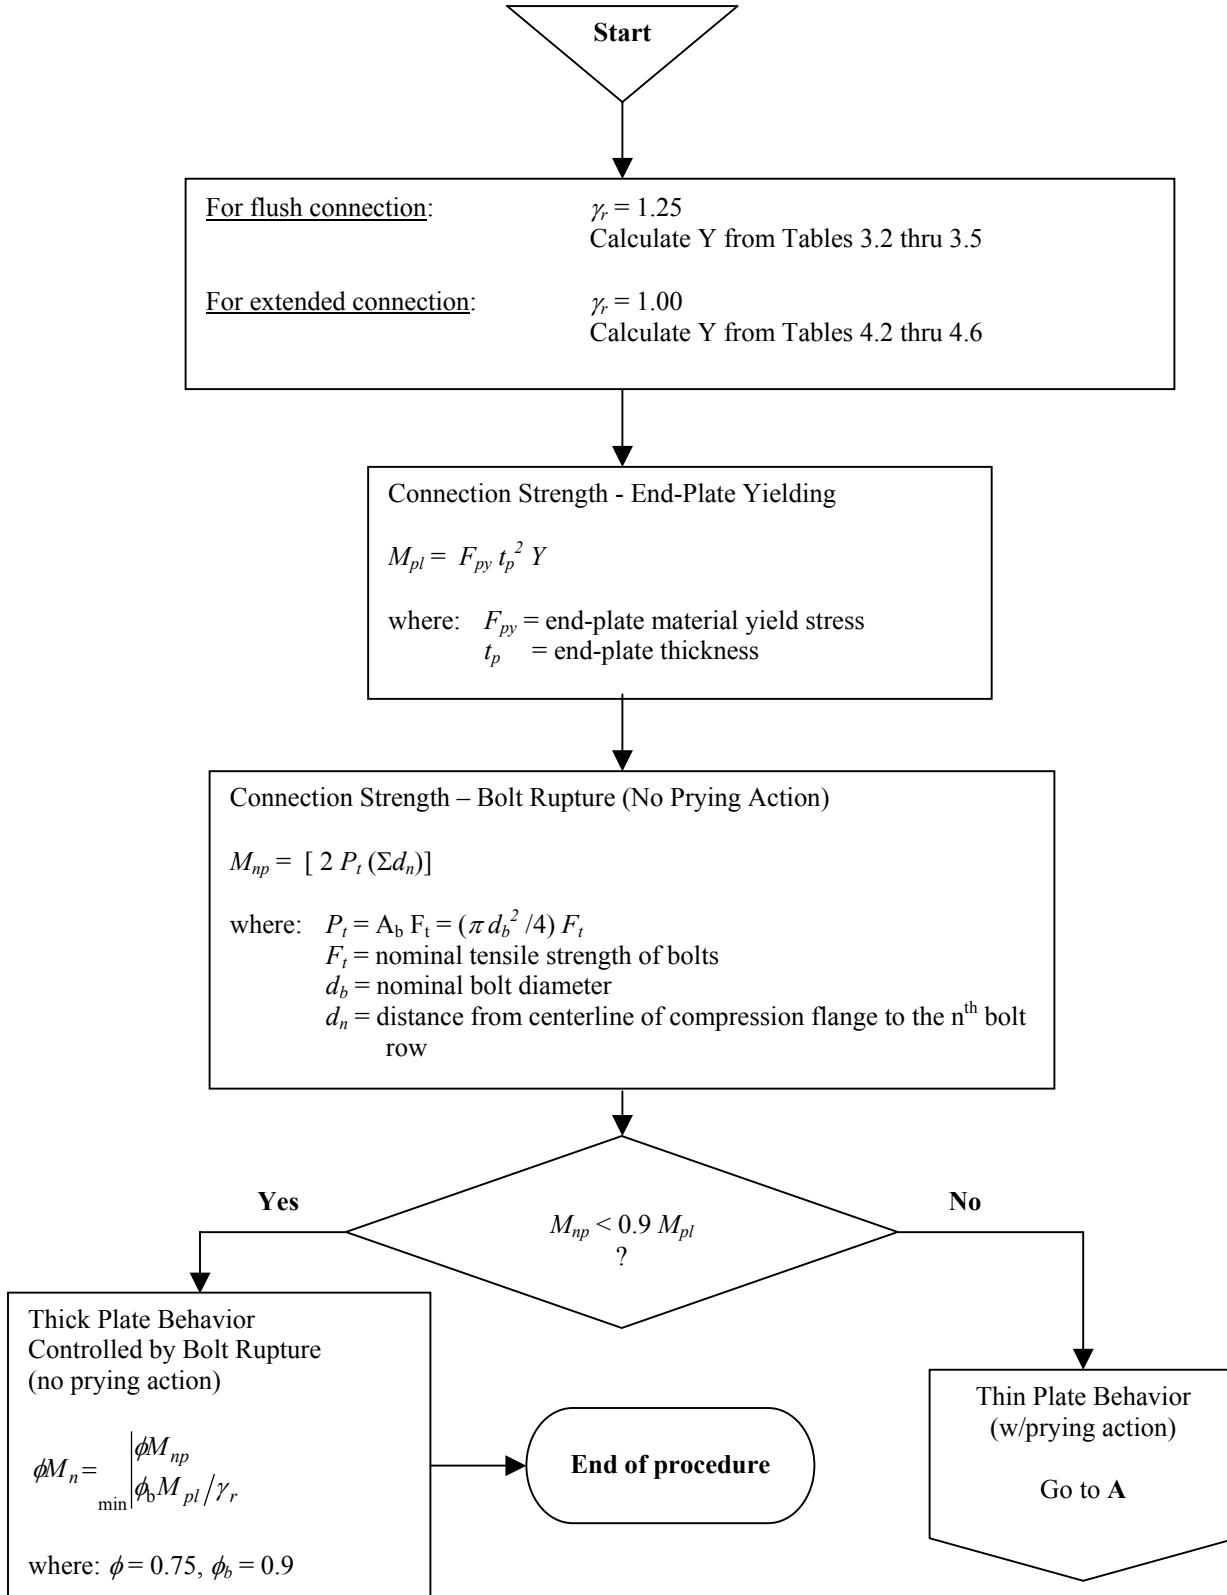 Start
For flush connection: γr = 1.25
Calculate Y from Tables 3.2 thru 3.5
For extended connection: γr = 1.00
Calculate Y from Tables 4.2 thru 4.6
Connection Strength - End-Plate Yielding
Mpl = Fpy tp² Y
where: Fpy = end-plate material yield stress
tp = end-plate thickness
Connection Strength – Bolt Rupture (No Prying Action)
Mnp = [ 2 Pt (Σdn)]
where: Pt = Ab Ft = (π db² /4) Ft
Ft = nominal tensile strength of bolts
db = nominal bolt diameter
dn = distance from centerline of compression flange to the nth bolt
row
Yes
No
Mnp < 0.9 Mpl
?
Thick Plate Behavior
Controlled by Bolt Rupture
(no prying action)
ϕMn = min | ϕMnp
ϕbMpl/γr
where: ϕ = 0.75, ϕb = 0.9
End of procedure
Thin Plate Behavior
(w/prying action)
Go to A